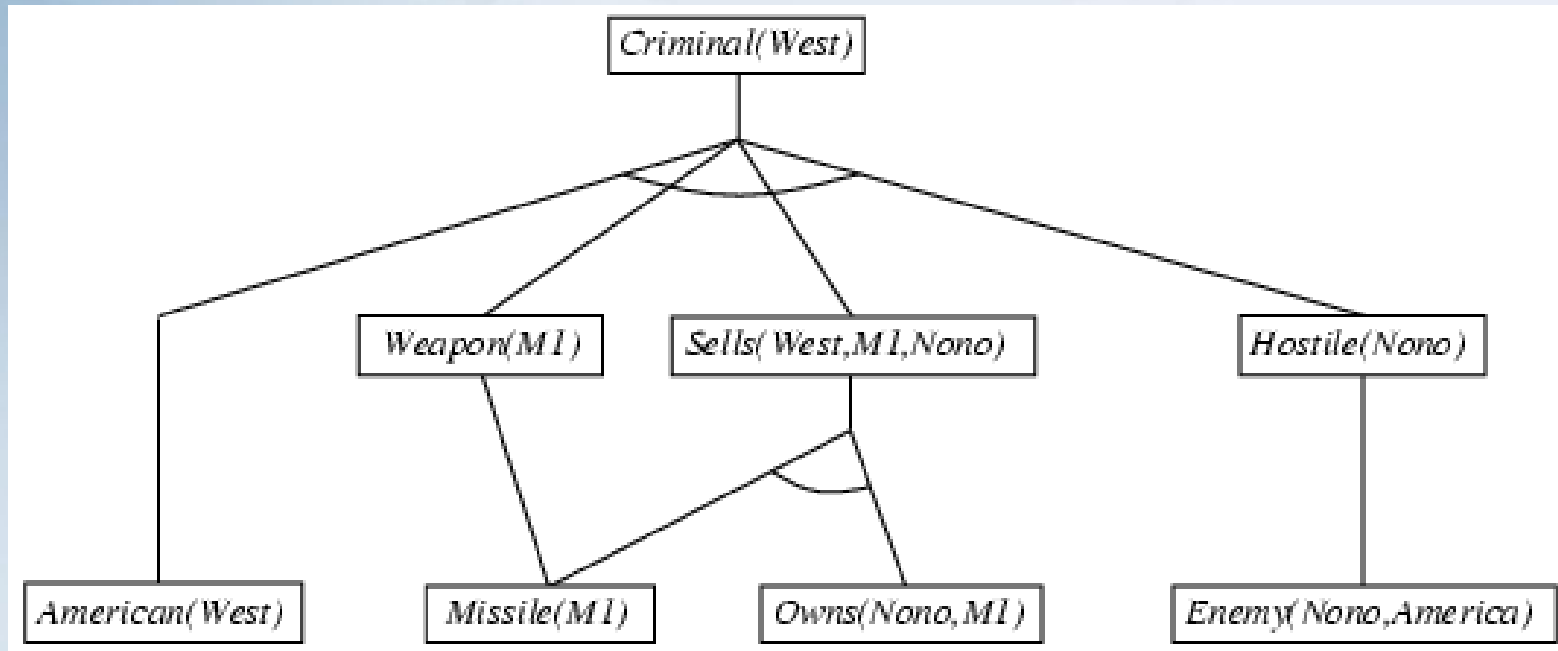 Criminal(West)
Weapon(M1)
Sells(West,M1,Nono)
Hostile(Nono)
American(West)
Missile(M1)
Owns(Nono,M1)
Enemy(Nono,America)